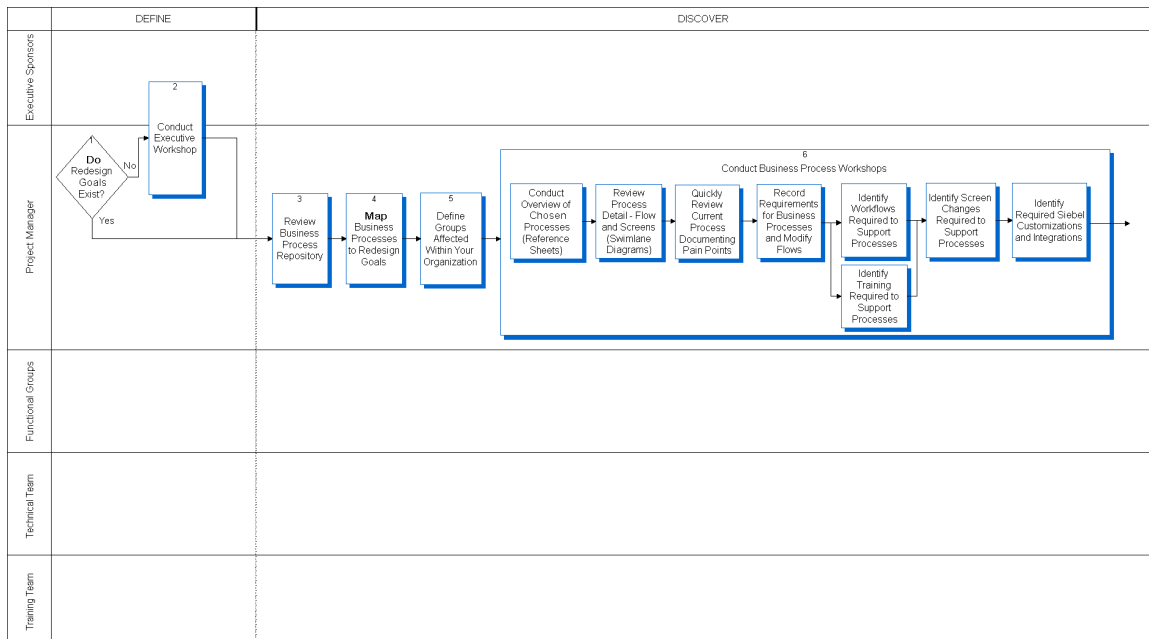 DEFINE
DISCOVER
Executive Sponsors
2
Conduct
Executive
Workshop
Project Manager
1
Do
Redesign
Goals
Exist?
No
Yes
3
Review
Business
Process
Repository
4
Map
Business
Processes
to Redesign
Goals
5
Define
Groups
Affected
Within Your
Organization
6
Conduct Business Process Workshops
Conduct
Overview of
Chosen
Processes
(Reference
Sheets)
Review
Process
Detail - Flow
and Screens
(Swimlane
Diagrams)
Quickly
Review
Current
Process
Documenting
Pain Points
Record
Requirements
for Business
Processes
and Modify
Flows
Identify
Workflows
Required to
Support
Processes
Identify
Training
Required to
Support
Processes
Identify Screen
Changes
Required to
Support
Processes
Identify
Required Siebel
Customizations
and Integrations
Functional Groups
Technical Team
Training Team